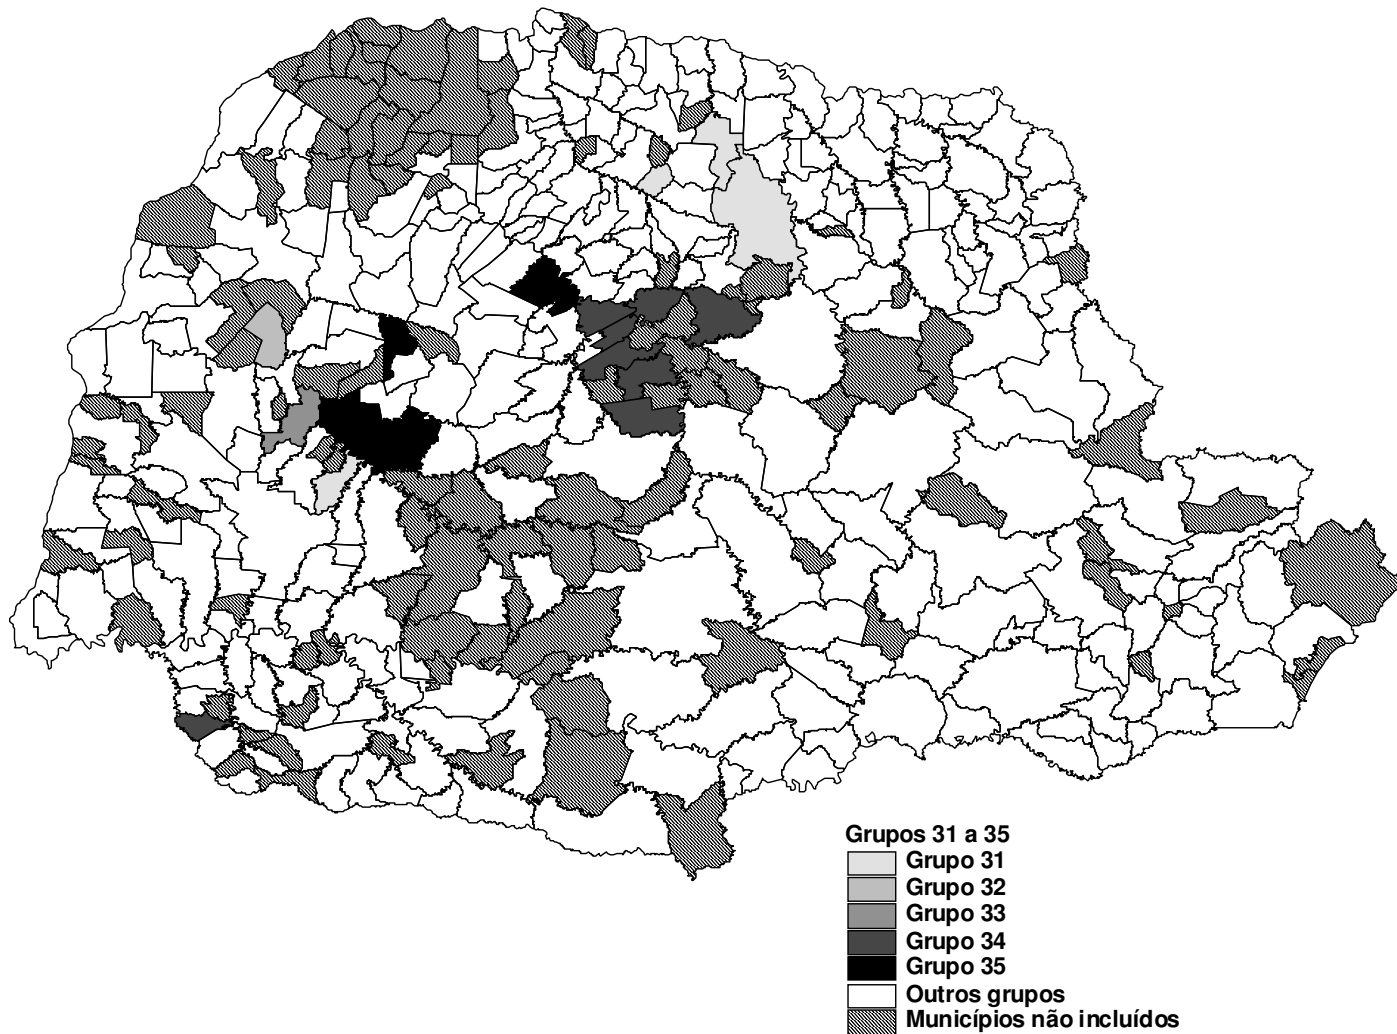 Grupos 31 a 35
Grupo 31
Grupo 32
Grupo 33
Grupo 34
Grupo 35
Outros grupos
Municípios não incluídos